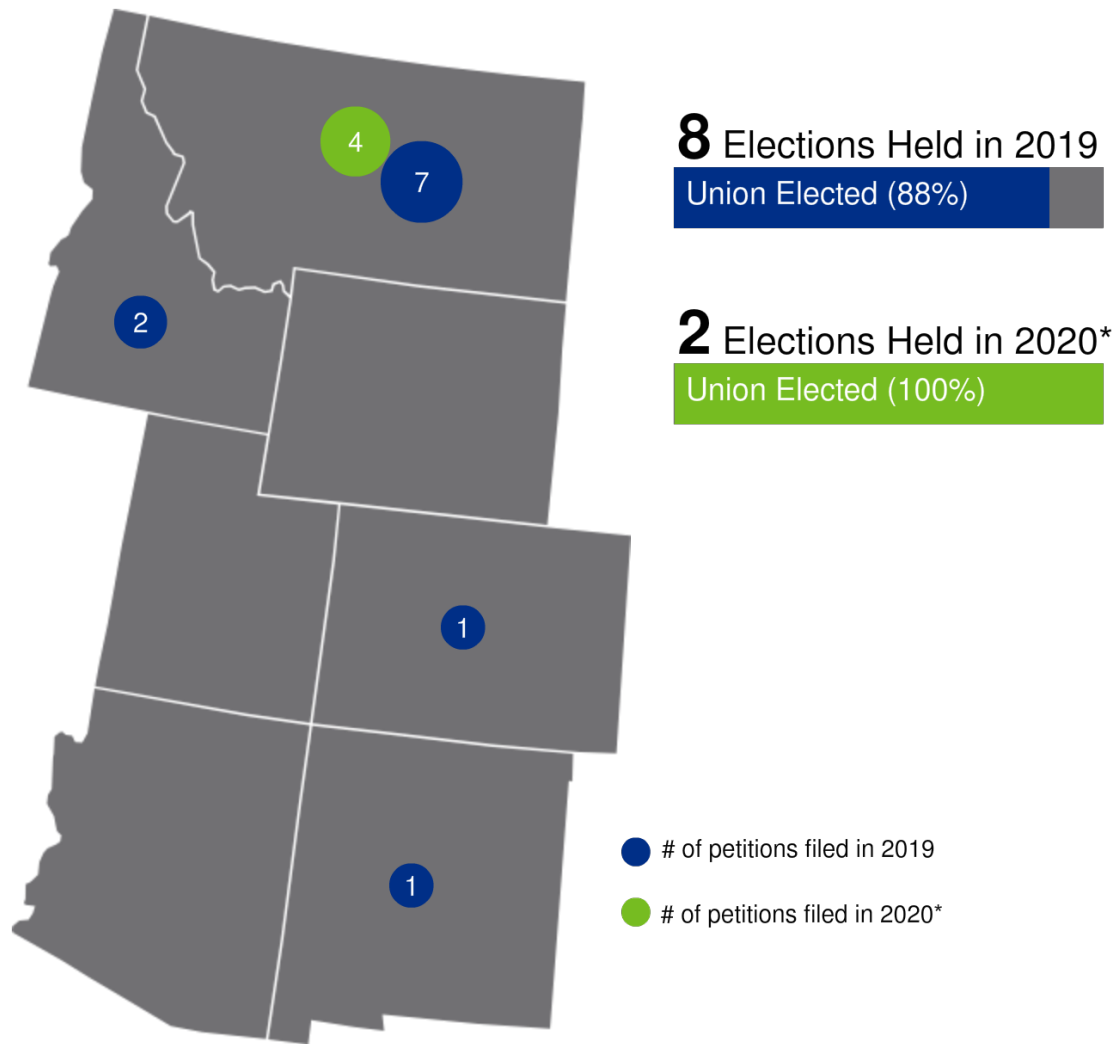 4
7
2
1
1
8 Elections Held in 2019
Union Elected (88%)
2 Elections Held in 2020*
Union Elected (100%)
# of petitions filed in 2019
# of petitions filed in 2020*